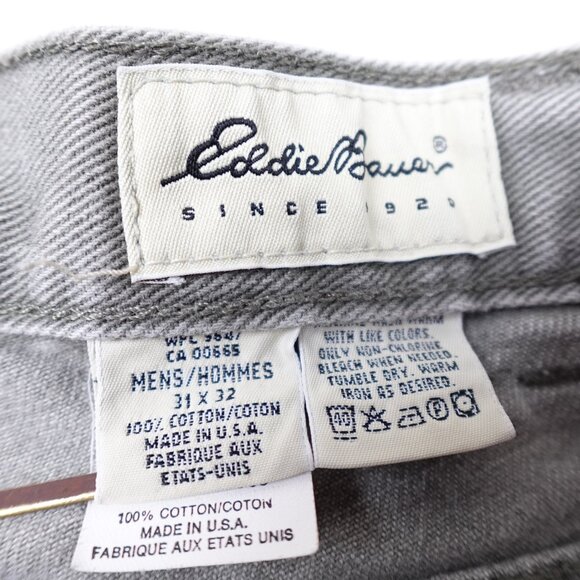 Eddie Bauer®
SINCE 1920
CA 00665
MENS/HOMMES
31 X 32
100% COTTON/COTON
MADE IN U.S.A.
FABRIQUE AUX
ETATS-UNIS
WITH LIKE COLORS.
ONLY NON-CHLORINE
BLEACH WHEN NEEDED.
TUMBLE DRY. WARM
IRON AS DESIRED.
100% COTTON/COTON
MADE IN U.S.A.
FABRIQUE AUX ETATS UNIS